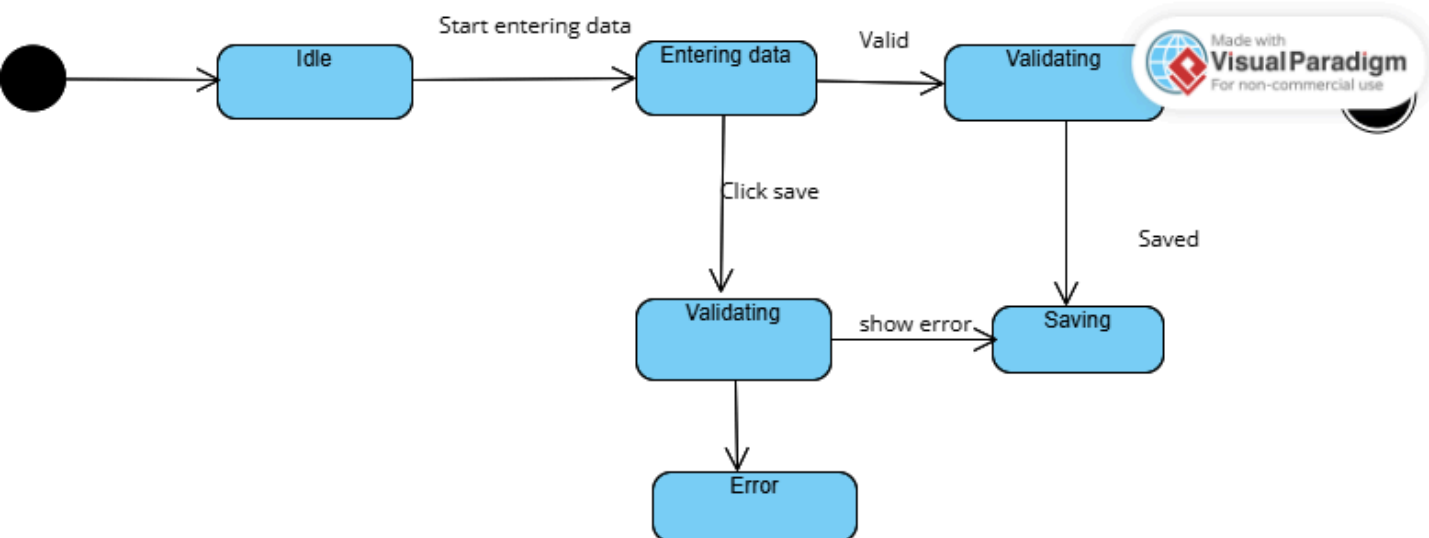 Start entering data
Idle
Entering data
Valid
Validating
Made with
Visual Paradigm
For non-commercial use
Click save
Saved
Validating
show error
Saving
Error